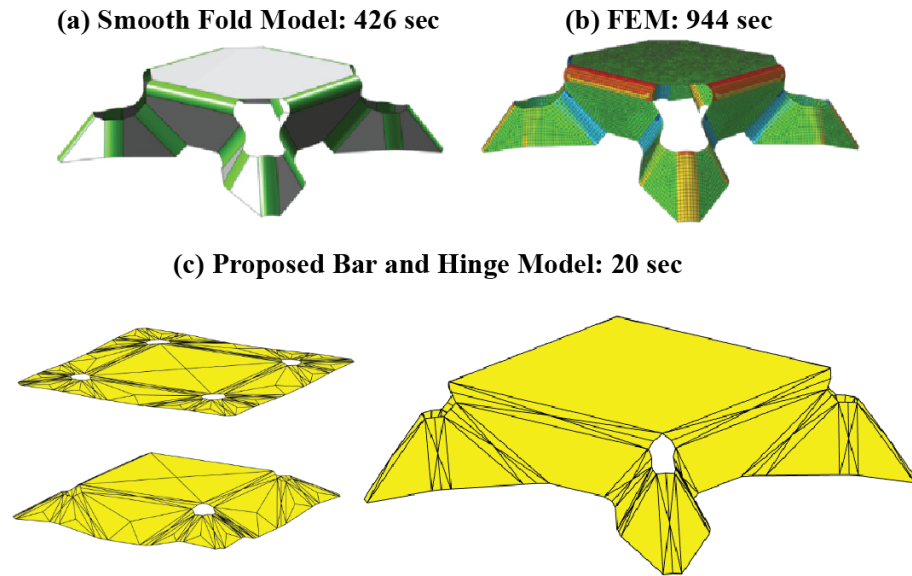 (a) Smooth Fold Model: 426 sec
(b) FEM: 944 sec
(c) Proposed Bar and Hinge Model: 20 sec